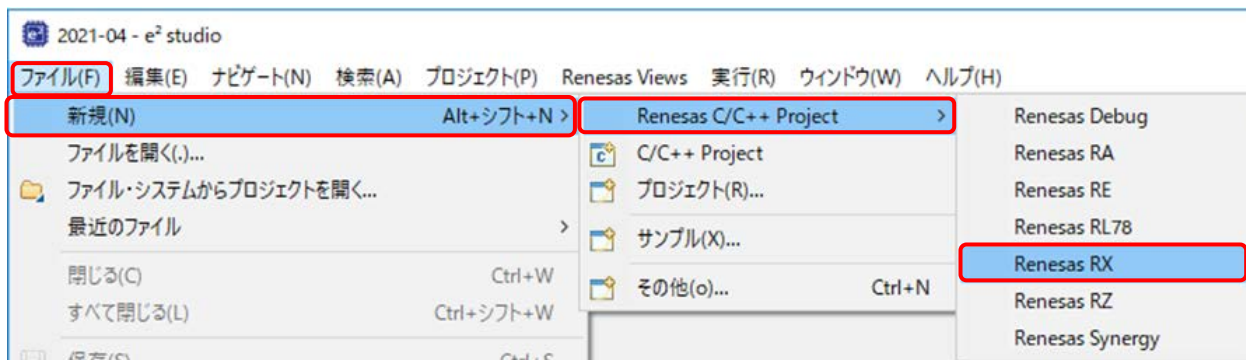 2021-04 - e² studio
ファイル(F) 編集(E) ナビゲート(N) 検索(A) プロジェクト(P) Renesas Views 実行(R) ウィンドウ(W) ヘルプ(H)
新規(N) Alt+シフト+N >
ファイルを開く(.)...
ファイル・システムからプロジェクトを開く...
最近のファイル >
閉じる(C) Ctrl+W
すべて閉じる(L) Ctrl+シフト+W
保存(S) Ctrl+S
Renesas C/C++ Project >
C/C++ Project
プロジェクト(R)...
サンプル(X)...
その他(o)... Ctrl+N
Renesas Debug
Renesas RA
Renesas RE
Renesas RL78
Renesas RX
Renesas RZ
Renesas Synergy